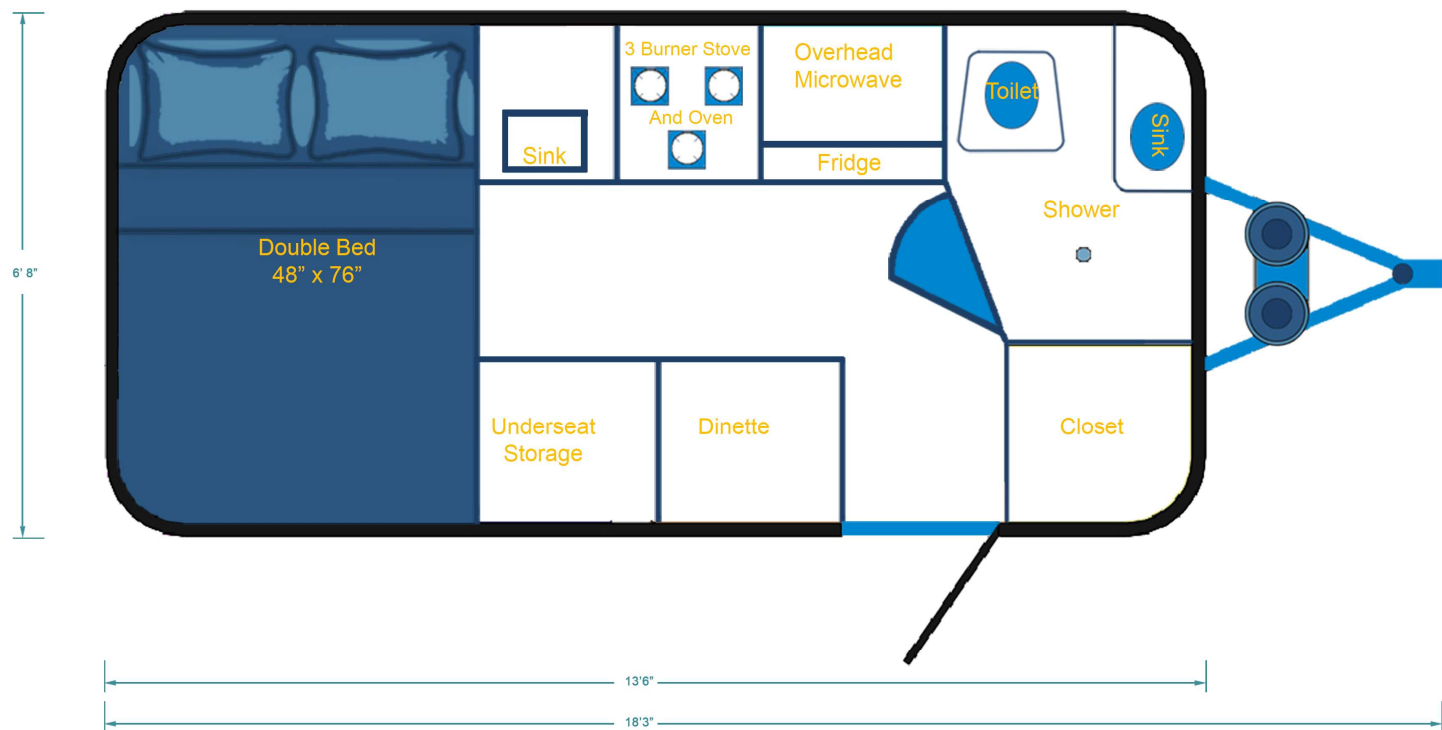 3 Burner Stove
And Oven
Overhead
Microwave
Toilet
Sink
Sink
Fridge
Shower
Double Bed
48” x 76”
6’ 8”
Underseat
Storage
Dinette
Closet
13’6”
18’3”